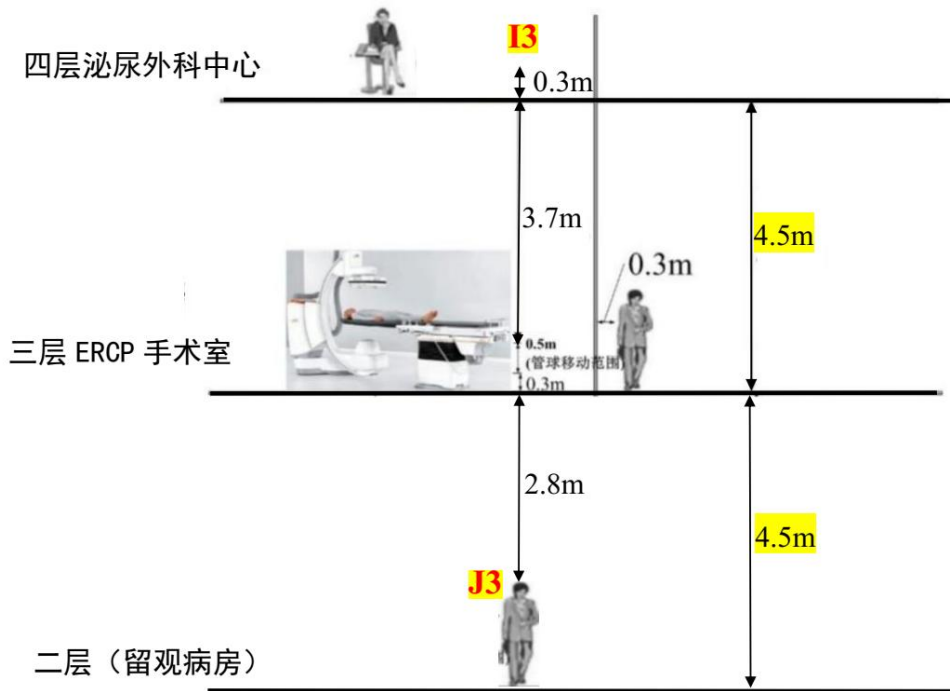 I3
四层泌尿外科中心
0.3m
3.7m
4.5m
0.3m
三层 ERCP 手术室
0.5m
(管球移动范围)
0.3m
2.8m
4.5m
J3
二层（留观病房）